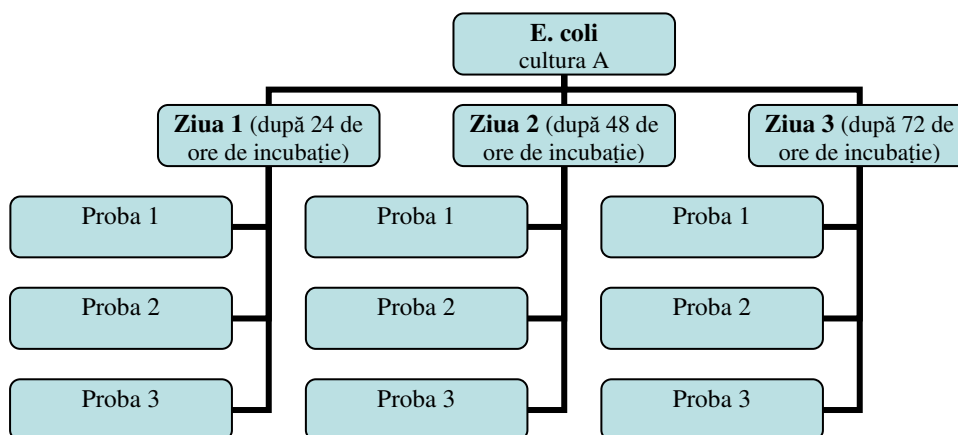 E. coli
cultura A
Ziua 1 (după 24 de
ore de incubație)
Ziua 2 (după 48 de
ore de incubație)
Ziua 3 (după 72 de
ore de incubație)
Proba 1
Proba 1
Proba 1
Proba 2
Proba 2
Proba 2
Proba 3
Proba 3
Proba 3